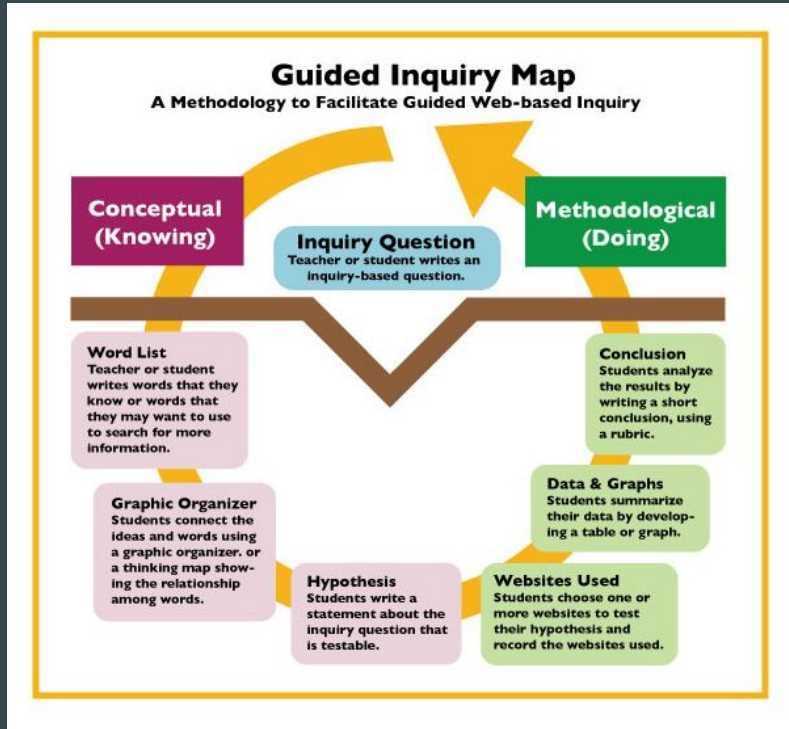 Guided Inquiry Map
A Methodology to Facilitate Guided Web-based Inquiry
Conceptual
(Knowing)
Methodological
(Doing)
Inquiry Question
Teacher or student writes an
inquiry-based question.
Word List
Teacher or student
writes words that they
know or words that
they may want to use
to search for more
information.
Graphic Organizer
Students connect the
ideas and words using
a graphic organizer. or
a thinking map show-
ing the relationship
among words.
Hypothesis
Students write a
statement about the
inquiry question that
is testable.
Websites Used
Students choose one or
more websites to test
their hypothesis and
record the websites used.
Data & Graphs
Students summarize
their data by develop-
ing a table or graph.
Conclusion
Students analyze
the results by
writing a short
conclusion, using
a rubric.